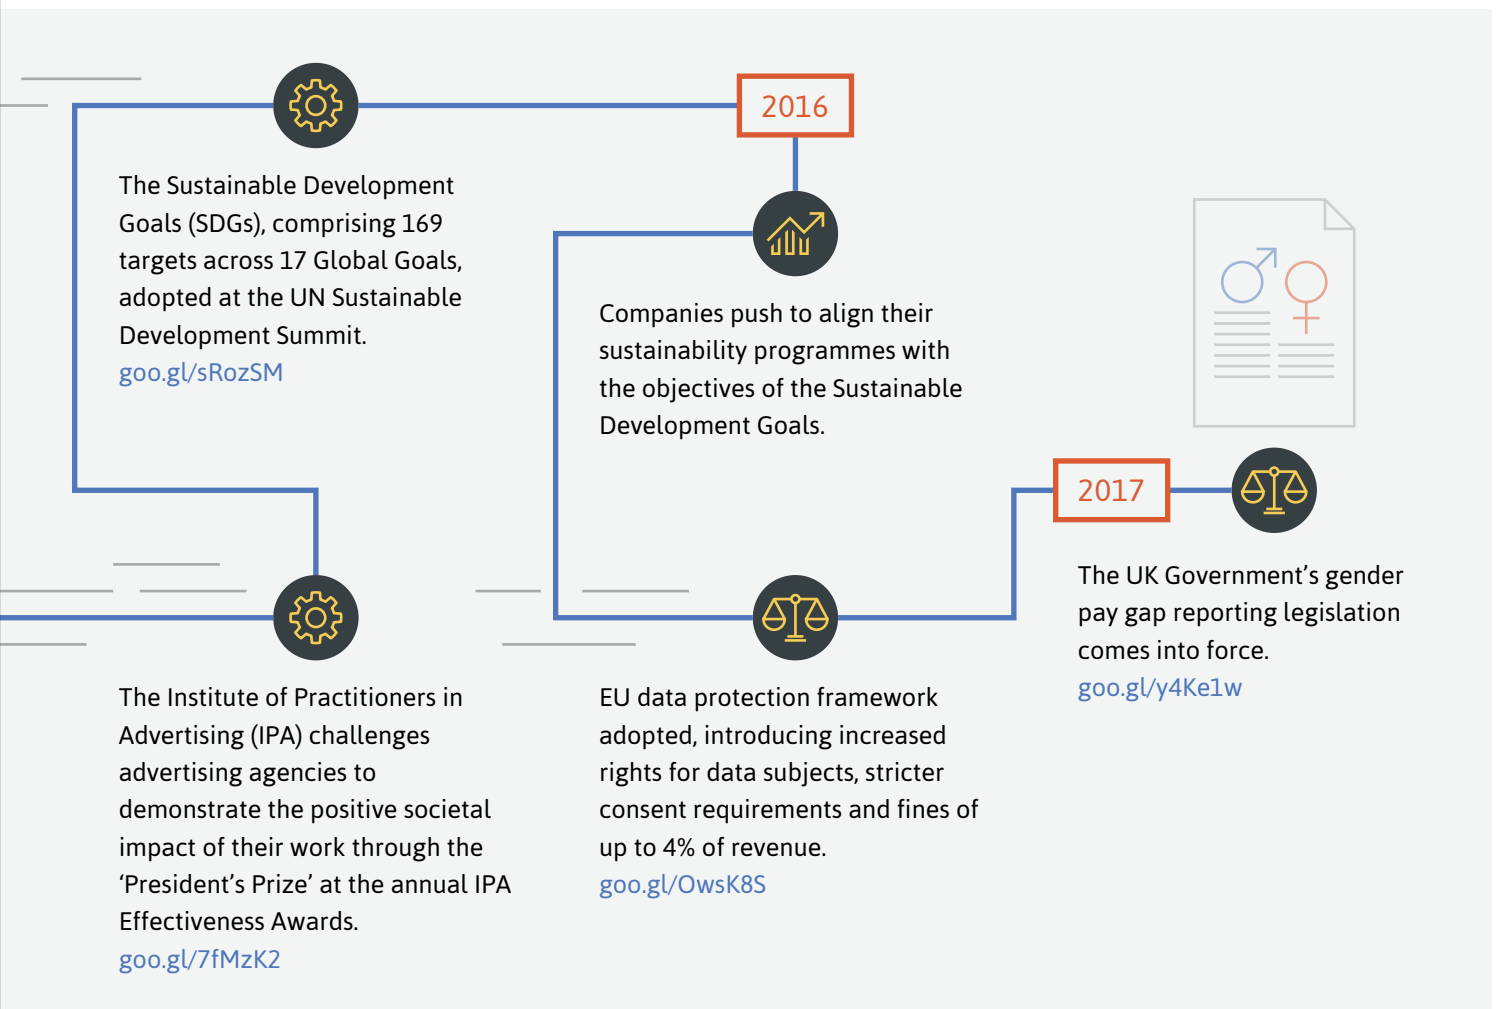 The Sustainable Development
Goals (SDGs), comprising 169
targets across 17 Global Goals,
adopted at the UN Sustainable
Development Summit.
goo.gl/sRozSM
The Institute of Practitioners in
Advertising (IPA) challenges
advertising agencies to
demonstrate the positive societal
impact of their work through the
‘President’s Prize’ at the annual IPA
Effectiveness Awards.
goo.gl/7fMzK2
2016
Companies push to align their
sustainability programmes with
the objectives of the Sustainable
Development Goals.
EU data protection framework
adopted, introducing increased
rights for data subjects, stricter
consent requirements and fines of
up to 4% of revenue.
goo.gl/OwsK8S
2017
The UK Government’s gender
pay gap reporting legislation
comes into force.
goo.gl/y4Ke1w